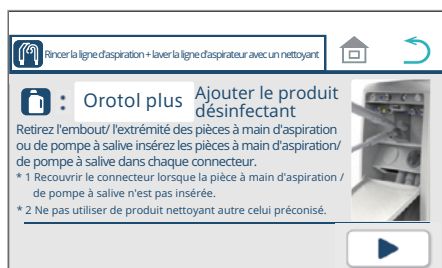 Rincer la ligne d'aspiration + laver la ligne d'aspirateur avec un nettoyant
: Orotol plus Ajouter le produit
désinfectant
Retirez l'embout/ l'extrémité des pièces à main d'aspiration
ou de pompe à salive insérez les pièces à main d'aspiration/
de pompe à salive dans chaque connecteur.
* 1 Recouvrir le connecteur lorsque la pièce à main d'aspiration /
de pompe à salive n'est pas insérée.
* 2 Ne pas utiliser de produit nettoyant autre celui préconisé.